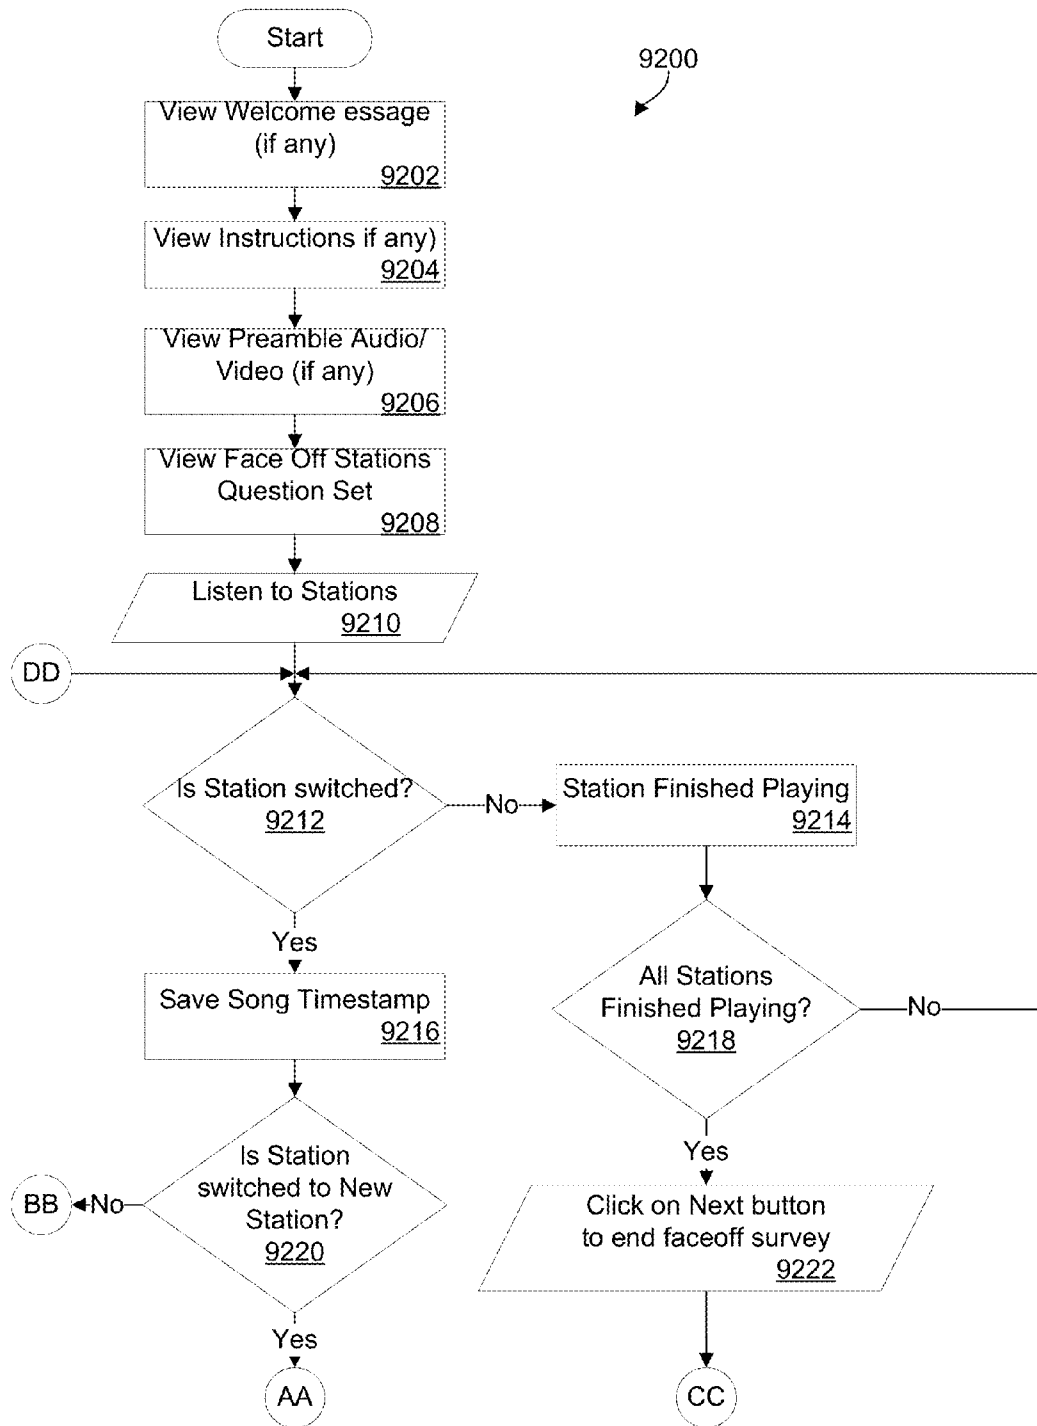 Start
9200
View Welcome essage
(if any)
9202
View Instructions if any)
9204
View Preamble Audio/
Video (if any)
9206
View Face Off Stations
Question Set
9208
Listen to Stations
9210
DD
Is Station switched?
9212
No
Station Finished Playing
9214
Yes
Save Song Timestamp
9216
All Stations
Finished Playing?
9218
No
Is Station
switched to New
Station?
9220
No
BB
Yes
AA
Yes
Click on Next button
to end faceoff survey
9222
CC